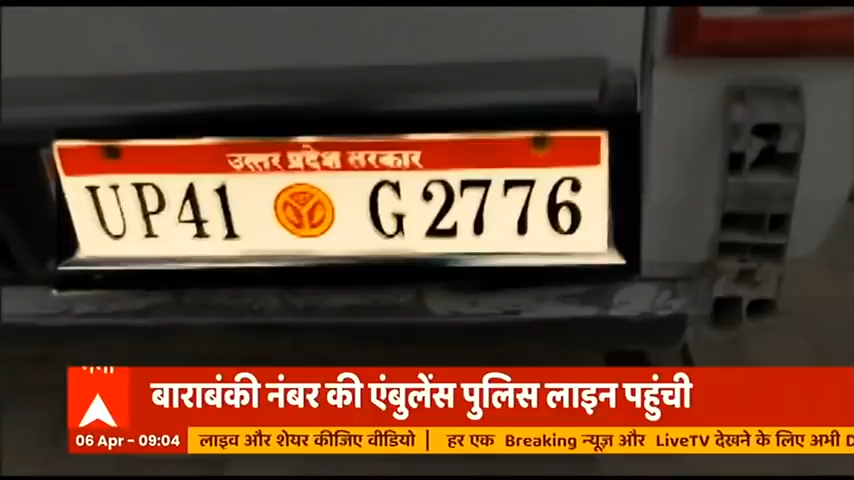 उत्तर प्रदेश सरकार
UP41 G2776
बाराबंकी नंबर की एंबुलेंस पुलिस लाइन पहुंची
06 Apr - 09:04
लाइव और शेयर कीजिए वीडियो | हर एक Breaking न्यूज़ और LiveTV देखने के लिए अभी D